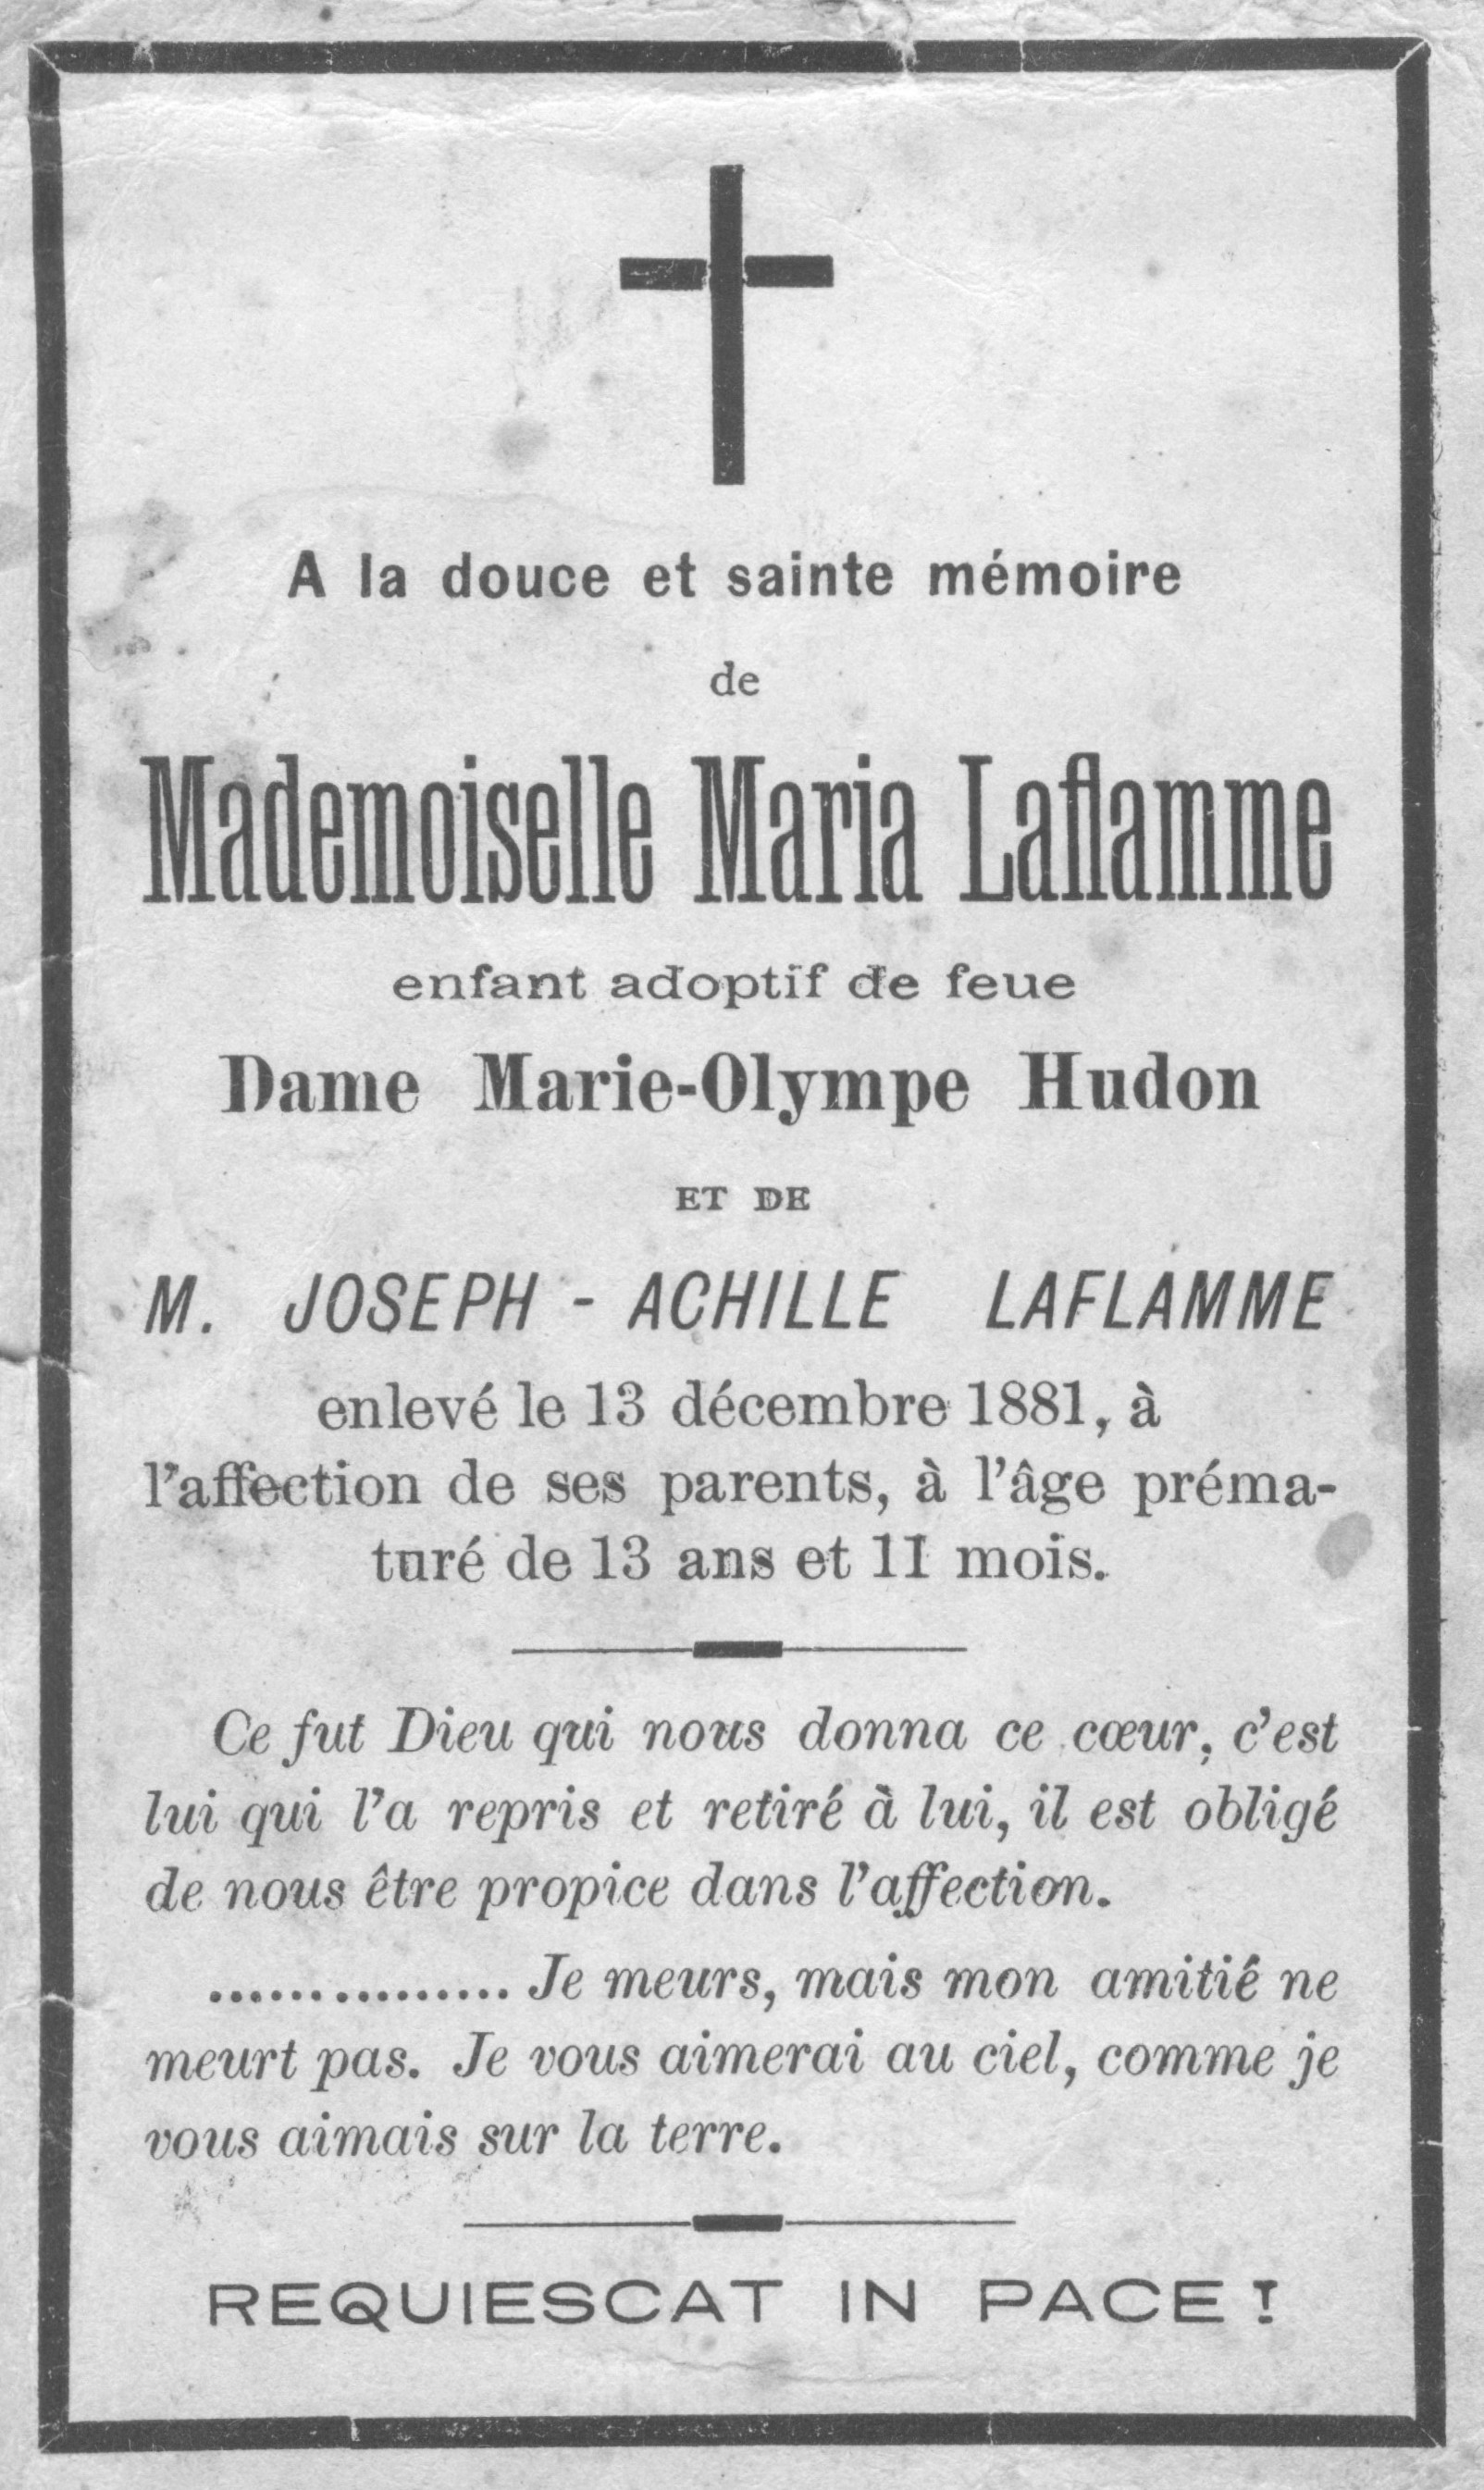 A la douce et sainte mémoire
de
Mademoiselle Maria Laflamme
enfant adoptif de feue
Dame Marie-Olympe Hudon
ET DE
M. JOSEPH - ACHILLE LAFLAMME
enlevé le 13 décembre 1881, à
l'affection de ses parents, à l'âge préma-
turé de 13 ans et 11 mois.
Ce fut Dieu qui nous donna ce cœur, c'est
lui qui l'a repris et retiré à lui, il est obligé
de nous être propice dans l'affection.
............... Je meurs, mais mon amitié ne
meurt pas. Je vous aimerai au ciel, comme je
vous aimais sur la terre.
REQUIESCAT IN PACE !